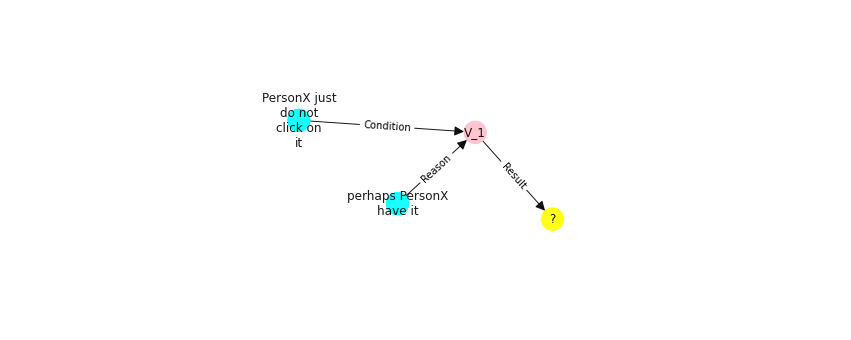 PersonX just
do not
click on
it
Condition
V_1
Reason
Result
perhaps PersonX
have it
?